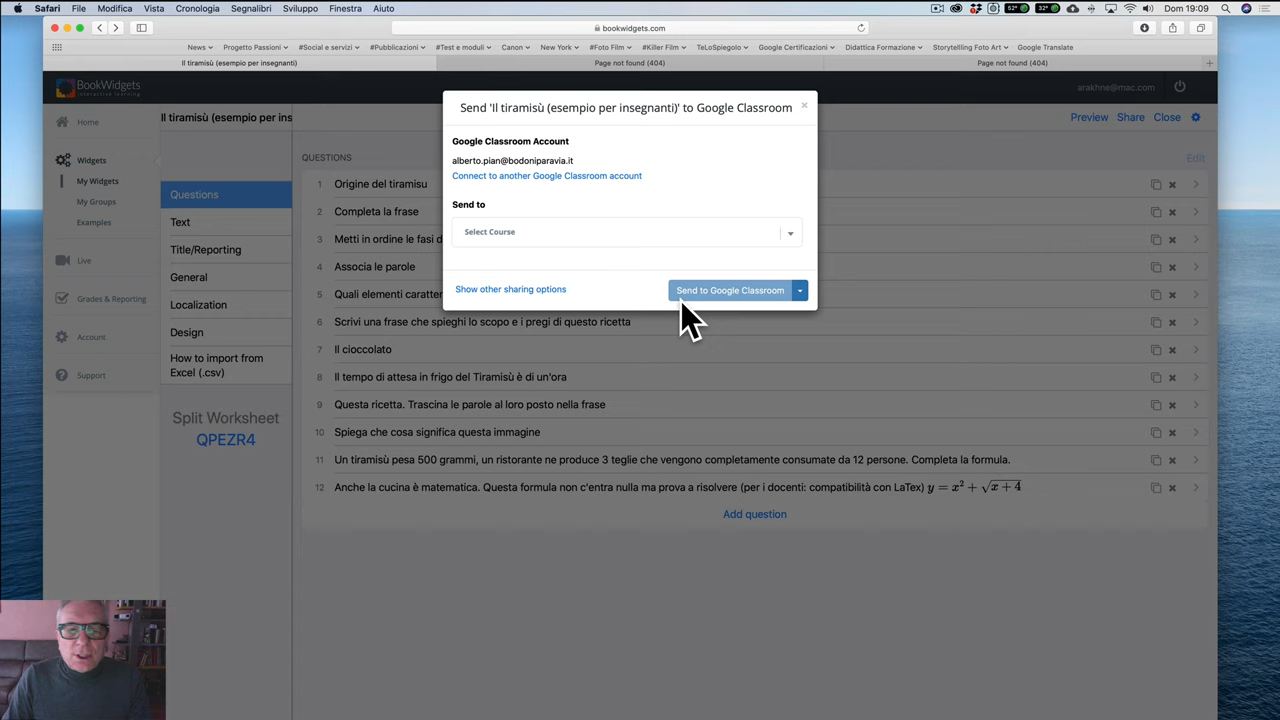 Safari File Modifica Vista Cronologia Segnalibri Sviluppo Finestra Aiuto 52° 32° Dom 19:09
bookwidgets.com
News Progetto Passioni #Social e servizi #Pubblicazioni #Test e moduli Canon New York #Foto Film #Killer Film TeLoSpiegolo Google Certificazioni Didattica Formazione Storytelling Foto Art Google Translate
Il tiramisù (esempio per insegnanti) Page not found (404) Page not found (404)
BookWidgets arakhne@mac.com
interactive learning
Send 'Il tiramisù (esempio per insegnanti)' to Google Classroom
Home Il tiramisù (esempio per ins Preview Share Close
Google Classroom Account
alberto.pian@bodoniparavia.it
Connect to another Google Classroom account
Send to
Select Course
Show other sharing options Send to Google Classroom
Widgets
My Widgets
My Groups
Examples
Live
Grades & Reporting
Account
Support
Questions
Text
Title/Reporting
General
Localization
Design
How to import from
Excel (.csv)
Split Worksheet
QPEZR4
QUESTIONS Edit
1 Origine del tiramisu
2 Completa la frase
3 Metti in ordine le fasi d
4 Associa le parole
5 Quali elementi caratter
6 Scrivi una frase che spieghi lo scopo e i pregi di questo ricetta
7 Il cioccolato
8 Il tempo di attesa in frigo del Tiramisù è di un'ora
9 Questa ricetta. Trascina le parole al loro posto nella frase
10 Spiega che cosa significa questa immagine
11 Un tiramisù pesa 500 grammi, un ristorante ne produce 3 teglie che vengono completamente consumate da 12 persone. Completa la formula.
12 Anche la cucina è matematica. Questa formula non c'entra nulla ma prova a risolvere (per i docenti: compatibilità con LaTex) y = x² + √x + 4
Add question